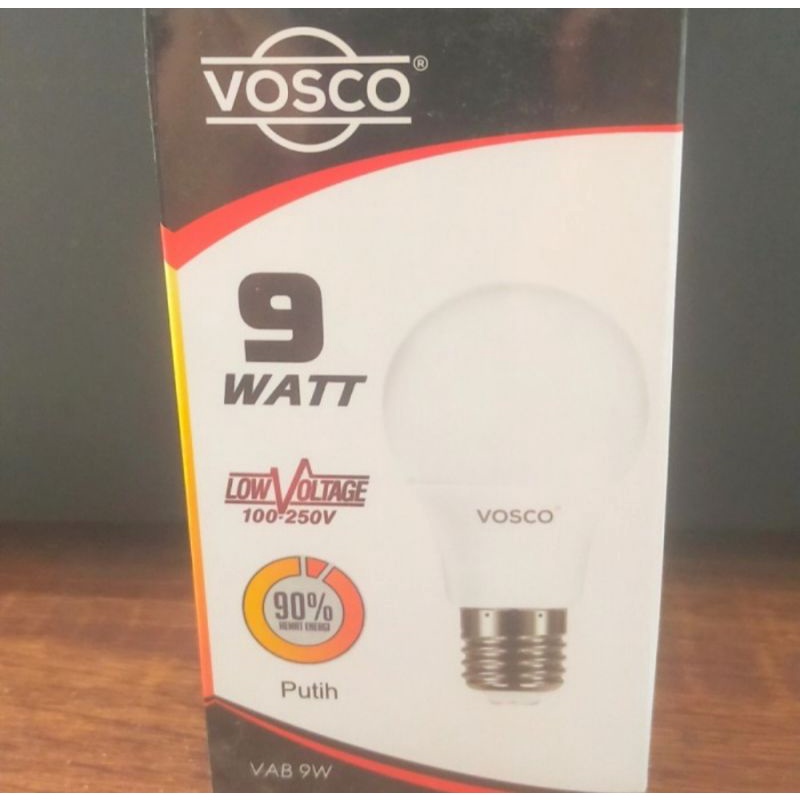 VOSCO®
9
WATT
LOW VOLTAGE
100-250V
90%
HEMAT ENERGI
Putih
VOSCO
VAB 9W